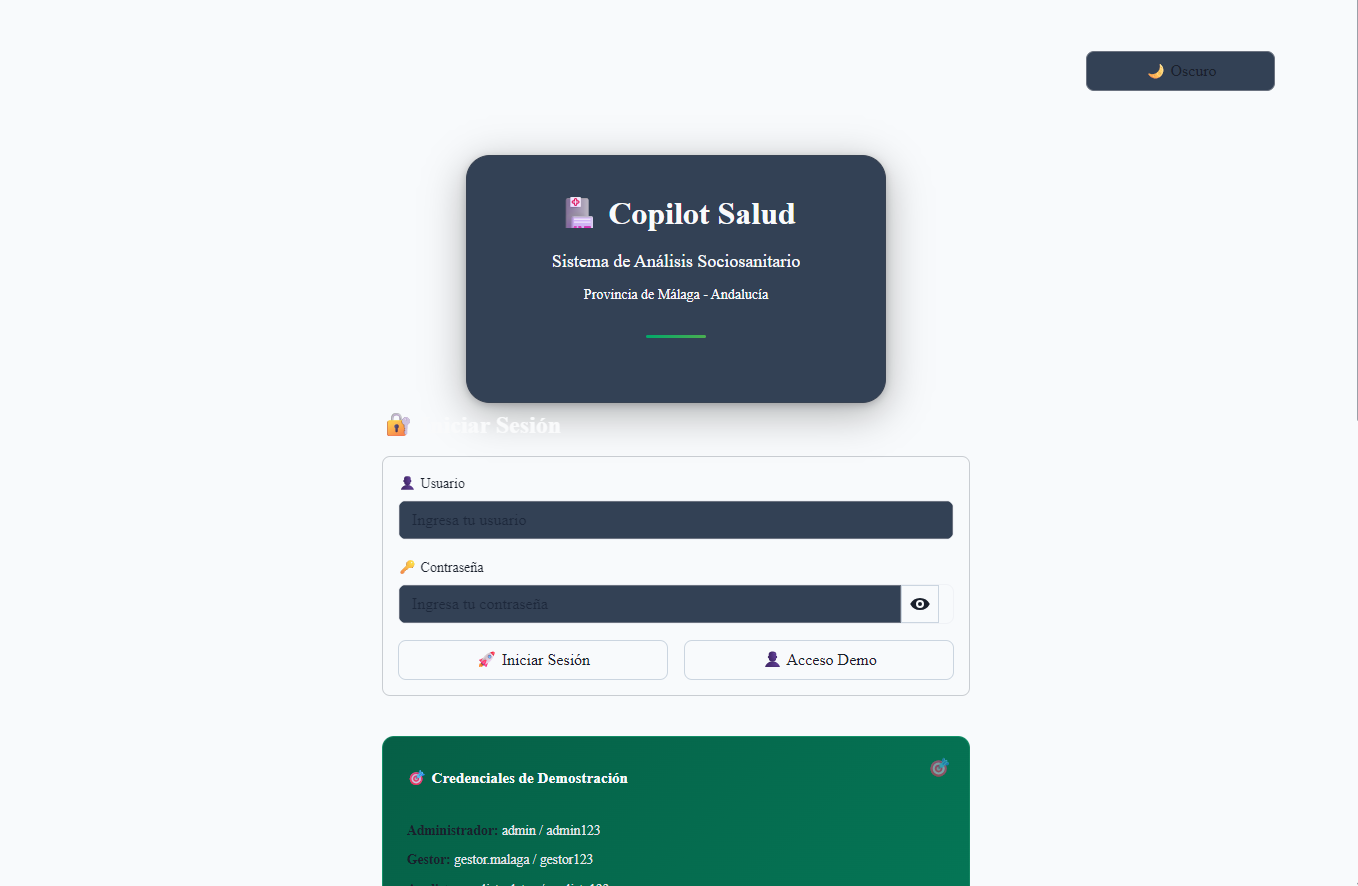 Oscuro
Copilot Salud
Sistema de Análisis Sociosanitario
Provincia de Málaga - Andalucía
Iniciar Sesión
Usuario
Ingresa tu usuario
Contraseña
Ingresa tu contraseña
Iniciar Sesión
Acceso Demo
Credenciales de Demostración
Administrador: admin / admin123
Gestor: gestor.malaga / gestor123